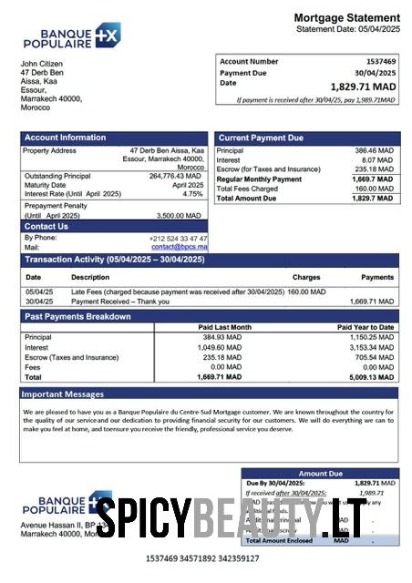 Mortgage Statement
Statement Date: 05/04/2025
BANQUE
POPULAIRE
John Citizen
47 Derb Ben
Aissa, Kaa
Essour,
Marrakech 40000,
Morocco
Account Number 1537469
Payment Due 30/04/2025
Date
1,829.71 MAD
If payment is received after 30/04/25, pay 1,989.71MAD
Account Information
Property Address 47 Derb Aissa, Kaa
Essour, Marrakech 40000,
Morocco
Outstanding Principal 264,776.43 MAD
Maturity Date April 2025
Interest Rate (Until April 2025) 4.75%
Prepayment Penalty
(Until April 2025) 3,500.00 MAD
Contact Us
By Phone: +212 524 33 47 47
Mail: contact@bpcs.ma
Current Payment Due
Principal 386.46 MAD
Interest 8.07 MAD
Escrow (for Taxes and Insurance) 235.18 MAD
Regular Monthly Payment 1,669.7 MAD
Total Fees Charged 160.00 MAD
Total Amount Due 1,829.7 MAD
Transaction Activity (05/04/2025 – 30/04/2025)
Date Description Charges Payments
05/04/25 Late Fees (charged because payment was received after 30/04/2025) 160.00 MAD
30/04/25 Payment Received – Thank you 1,669.71 MAD
Past Payments Breakdown
Paid Last Month Paid Year to Date
Principal 384.93 MAD 1,150.25 MAD
Interest 1,049.60 MAD 3,153.34 MAD
Escrow (Taxes and Insurance) 235.18 MAD 705.54 MAD
Fees 0.00 MAD 0.00 MAD
Total 1,669.71 MAD 5,009.13 MAD
Important Messages
We are pleased to have you as a Banque Populaire du Centre-Sud Mortgage customer. We are known throughout the country for
the quality of our service and our dedication to providing financial security for our customers. We will do everything we can to
make you feel at home, and to ensure you receive the friendly, professional service you deserve.
Amount Due
Due By 30/04/2025: 1,829.71 MAD
If received after 30/04/25: 1,989.71
MAD
Total Amount Enclosed MAD
BANQUE
POPULAIRE
Avenue Hassan II, BP
Marrakech 40000,
SPICYBEAUTY.LT
1537469 34571892 342359127